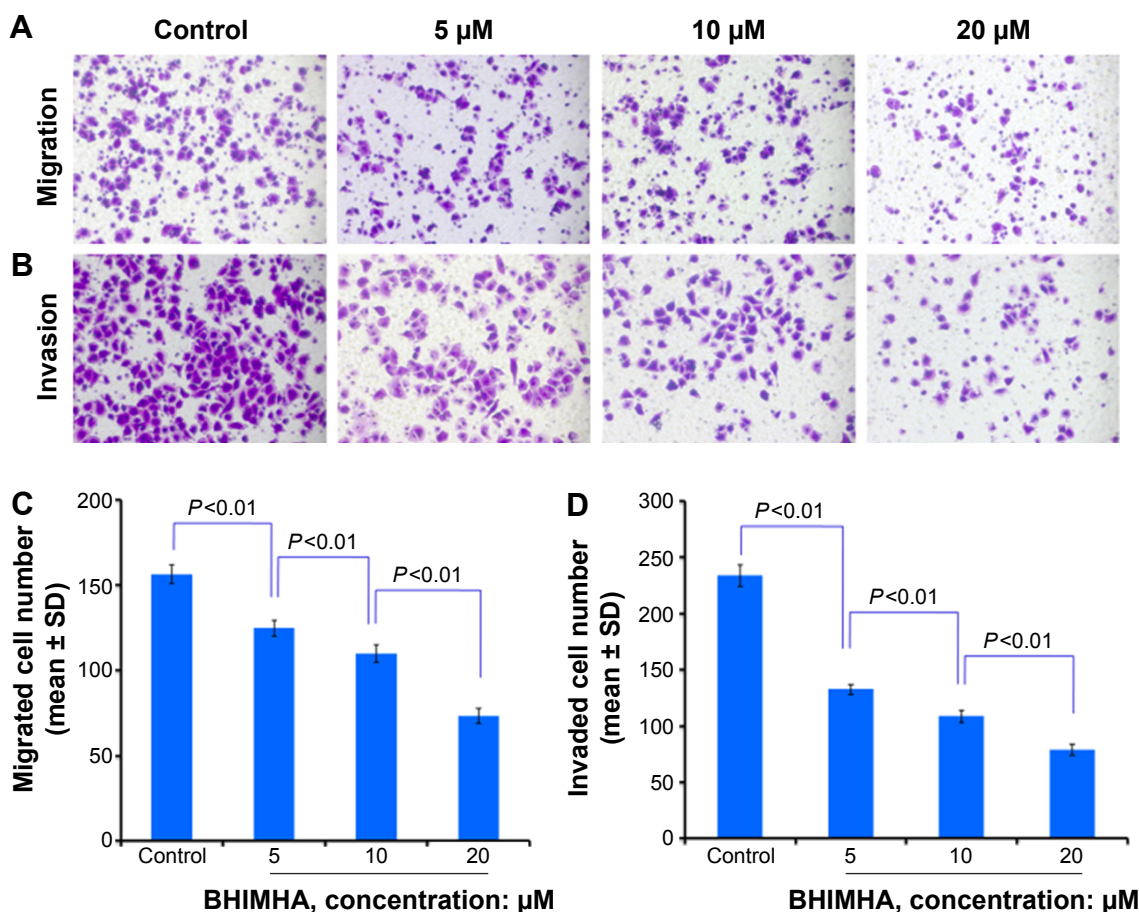 A
Control
5 µM
10 µM
20 µM
Migration
B
Invasion
C
Migrated cell number
(mean ± SD)
200
150
100
50
0
P<0.01
P<0.01
P<0.01
Control
5
10
20
BHIMHA, concentration: µM
D
Invaded cell number
(mean ± SD)
300
250
200
150
100
50
0
P<0.01
P<0.01
P<0.01
Control
5
10
20
BHIMHA, concentration: µM